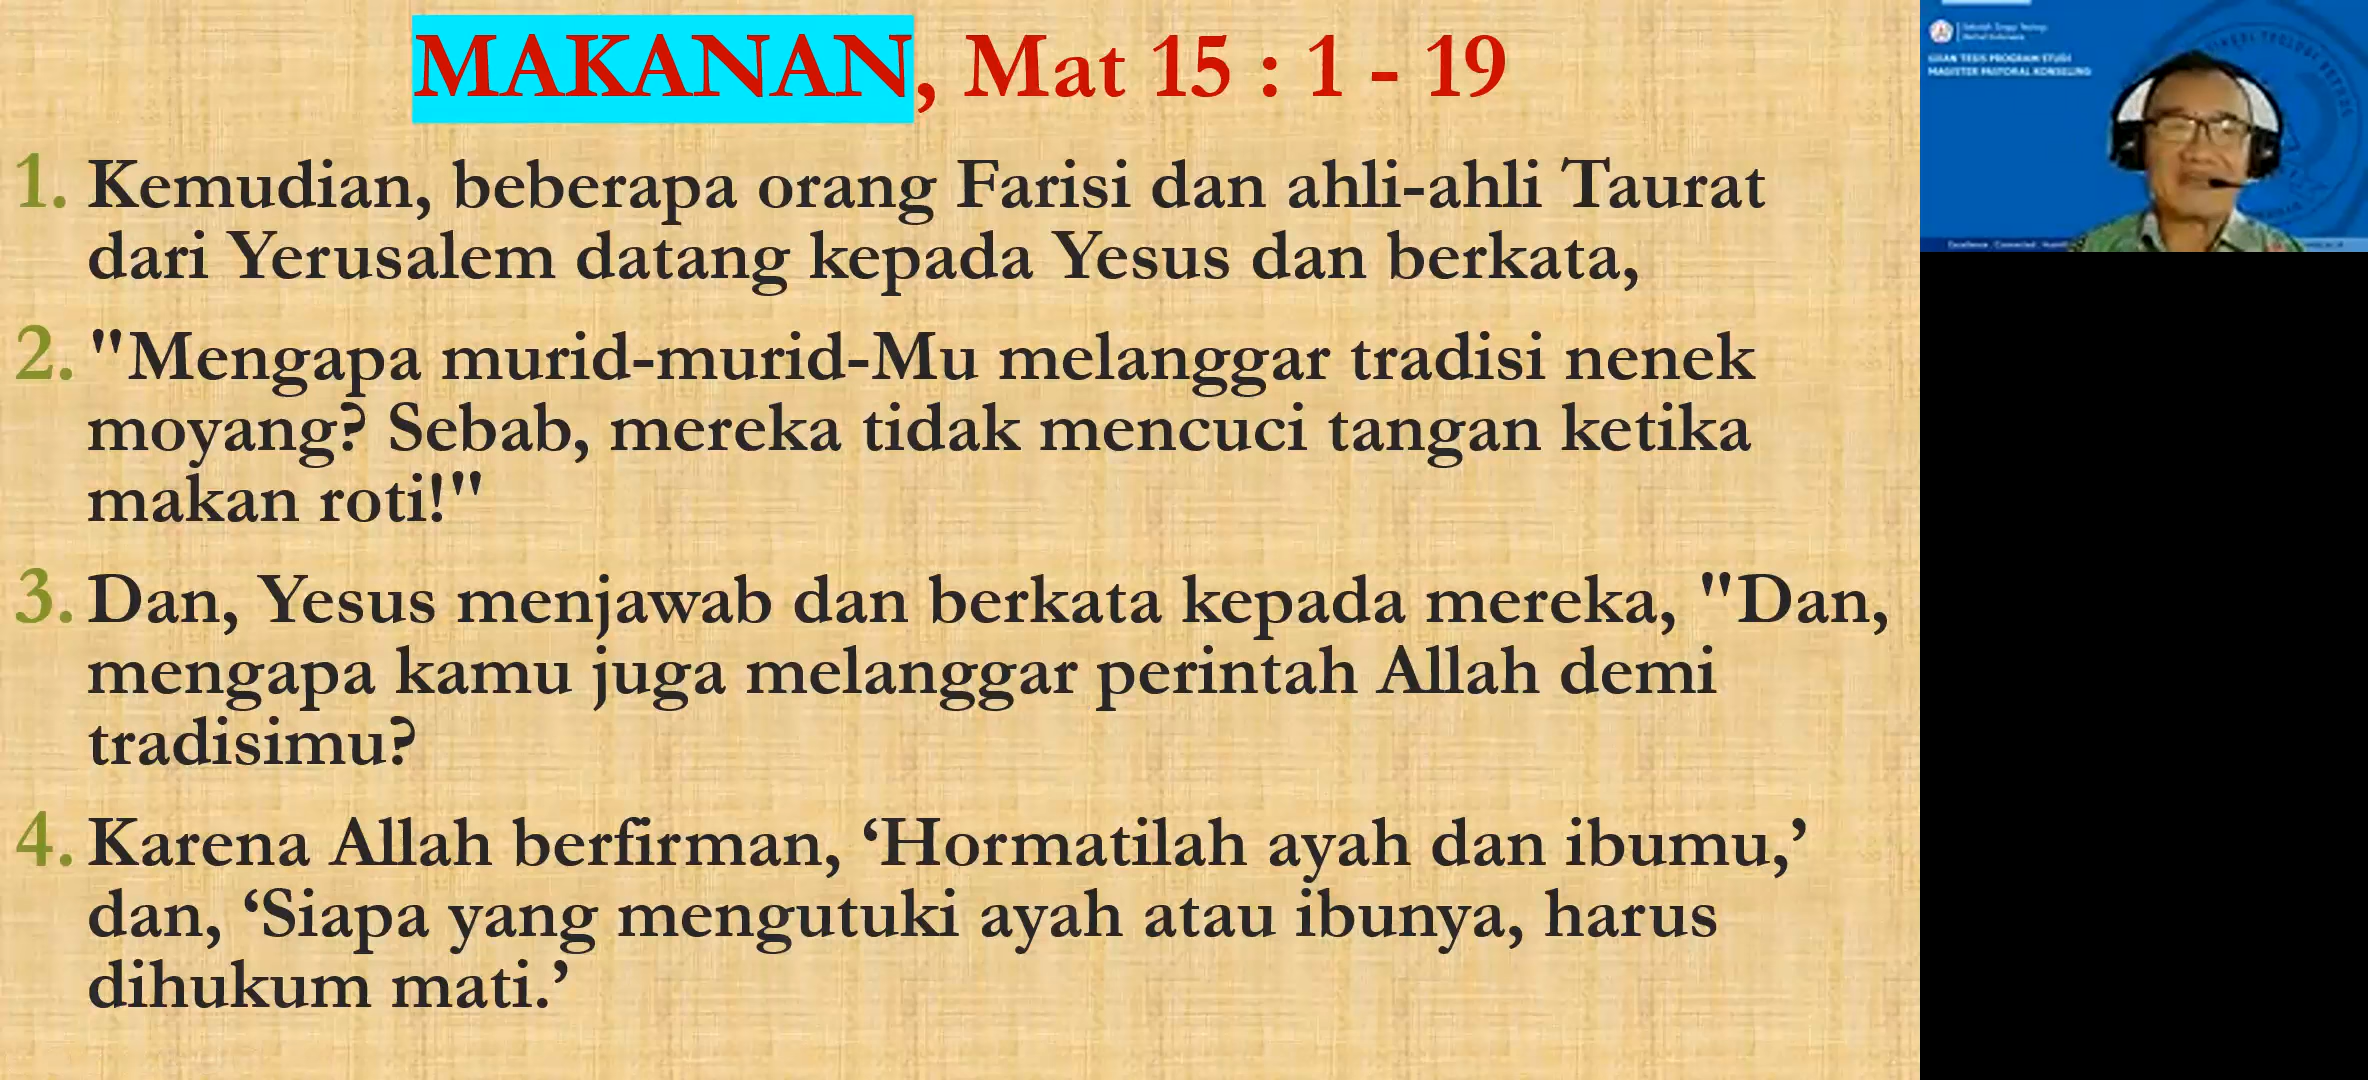 MAKANAN, Mat 15 : 1 - 19
1. Kemudian, beberapa orang Farisi dan ahli-ahli Taurat
dari Yerusalem datang kepada Yesus dan berkata,
2. "Mengapa murid-murid-Mu melanggar tradisi nenek
moyang? Sebab, mereka tidak mencuci tangan ketika
makan roti!"
3. Dan, Yesus menjawab dan berkata kepada mereka, "Dan,
mengapa kamu juga melanggar perintah Allah demi
tradisimu?
4. Karena Allah berfirman, ‘Hormatilah ayah dan ibumu,’
dan, ‘Siapa yang mengutuki ayah atau ibunya, harus
dihukum mati.’
UJIAN TESIS PROGRAM STUDI
MAGISTER PASTORAL KONSELING